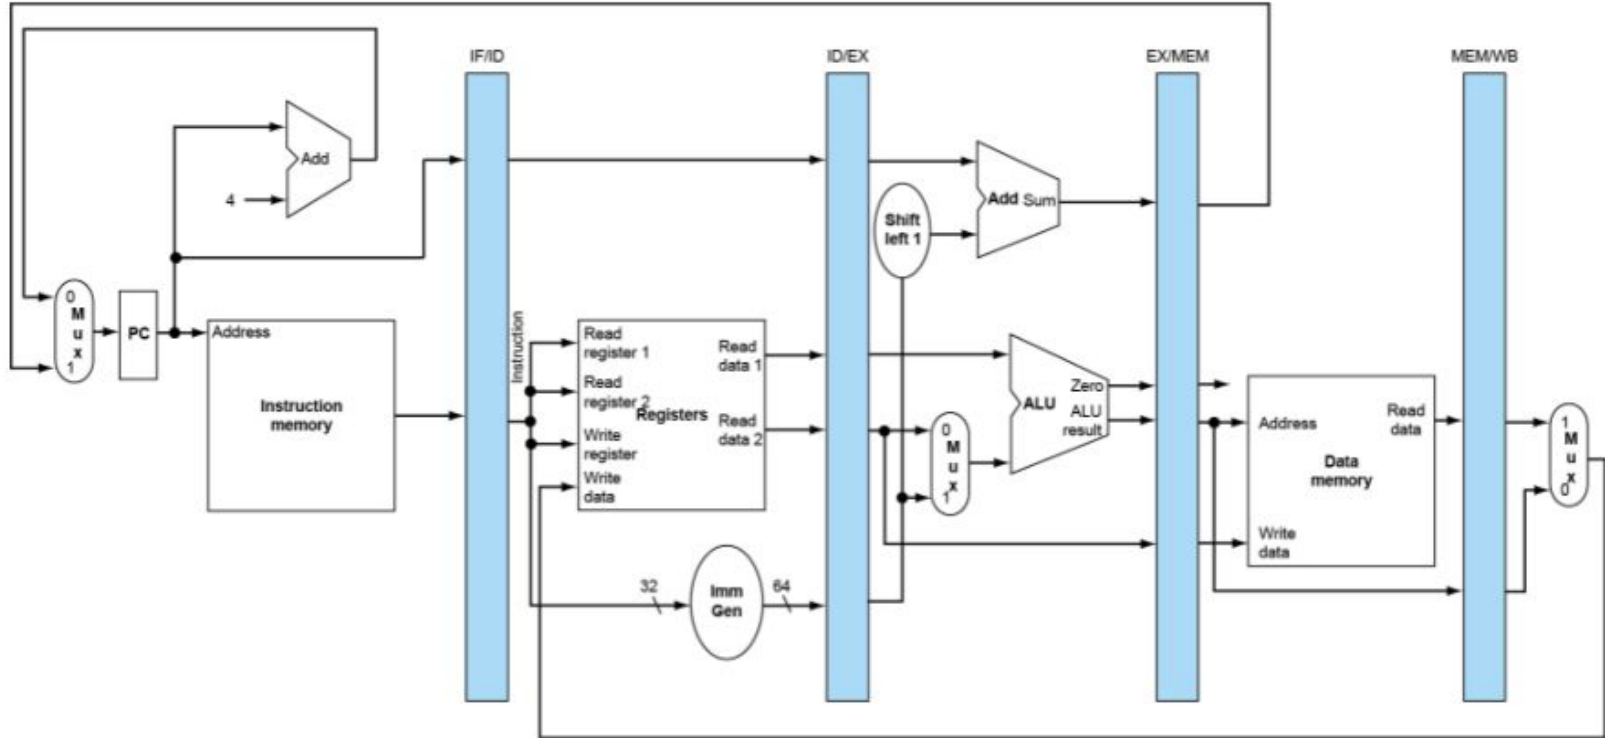 IF/ID
ID/EX
EX/MEM
MEM/WB
Add
4
Add Sum
Shift
left 1
0
M
u
x
1
PC
Address
Instruction
memory
Instruction
Read
register 1
Read
register 2
Write
register
Write
data
Registers
Read
data 1
Read
data 2
32
Imm
Gen
64
0
M
u
x
1
Zero
ALU
ALU
result
Address
Read
data
Data
memory
Write
data
1
M
u
x
0